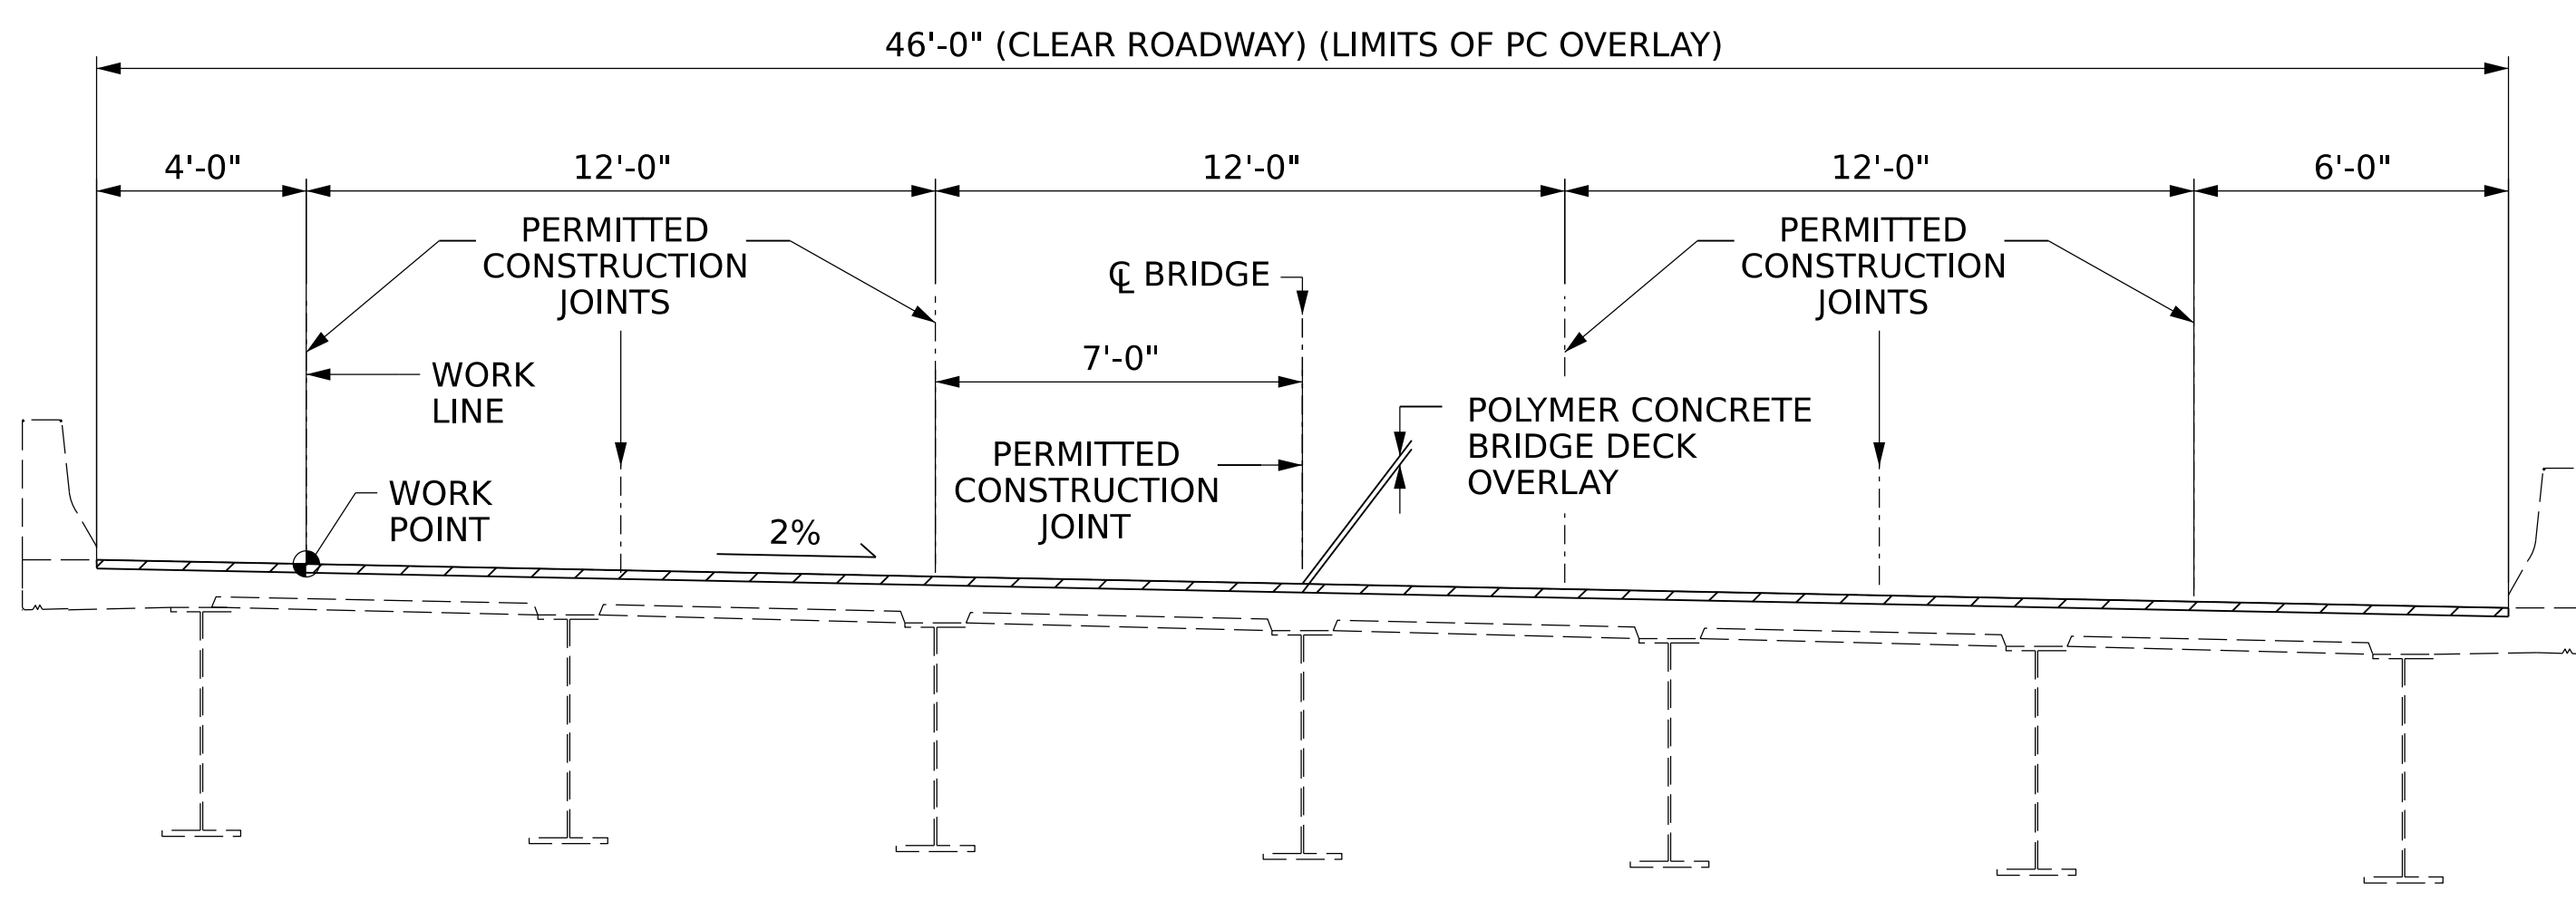 46'-0" (CLEAR ROADWAY) (LIMITS OF PC OVERLAY)
4'-0"
12'-0"
12'-0"
12'-0"
6'-0"
PERMITTED
CONSTRUCTION
JOINTS
PERMITTED
CONSTRUCTION
JOINTS
℄ BRIDGE
7'-0"
WORK
LINE
POLYMER CONCRETE
BRIDGE DECK
OVERLAY
PERMITTED
CONSTRUCTION
JOINT
WORK
POINT
2%